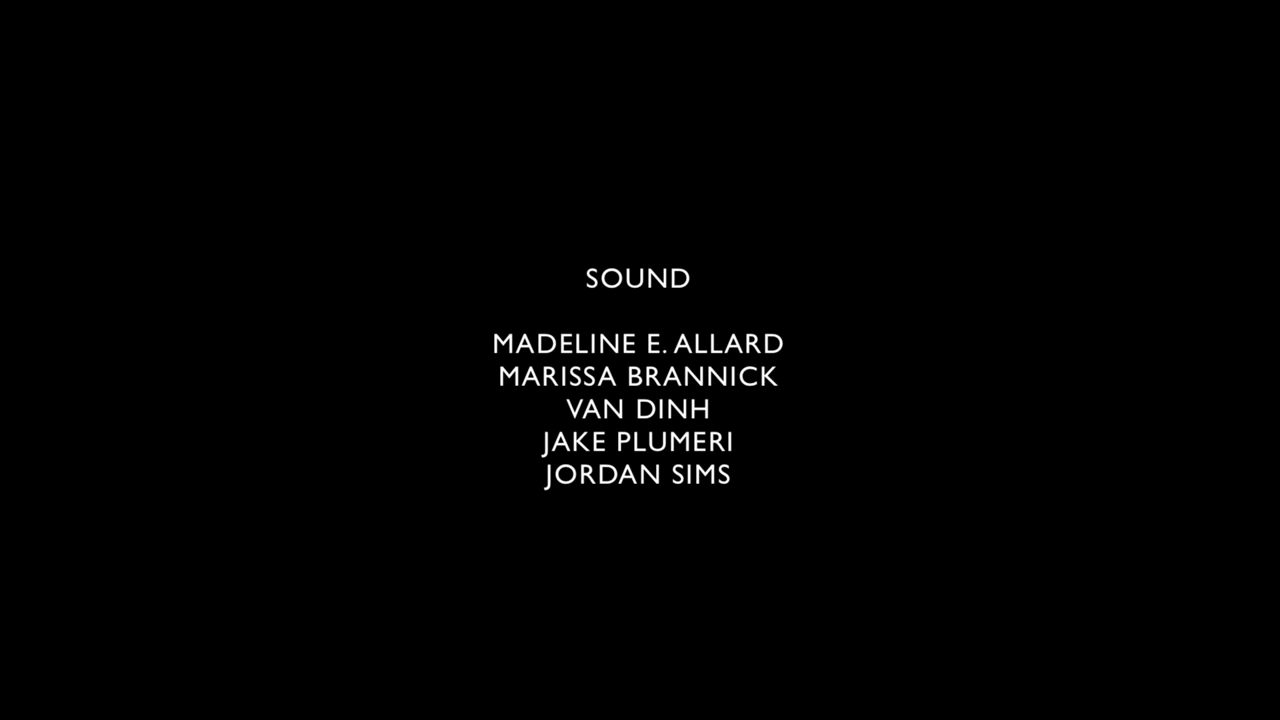 SOUND
MADELINE E. ALLARD
MARISSA BRANNICK
VAN DINH
JAKE PLUMERI
JORDAN SIMS